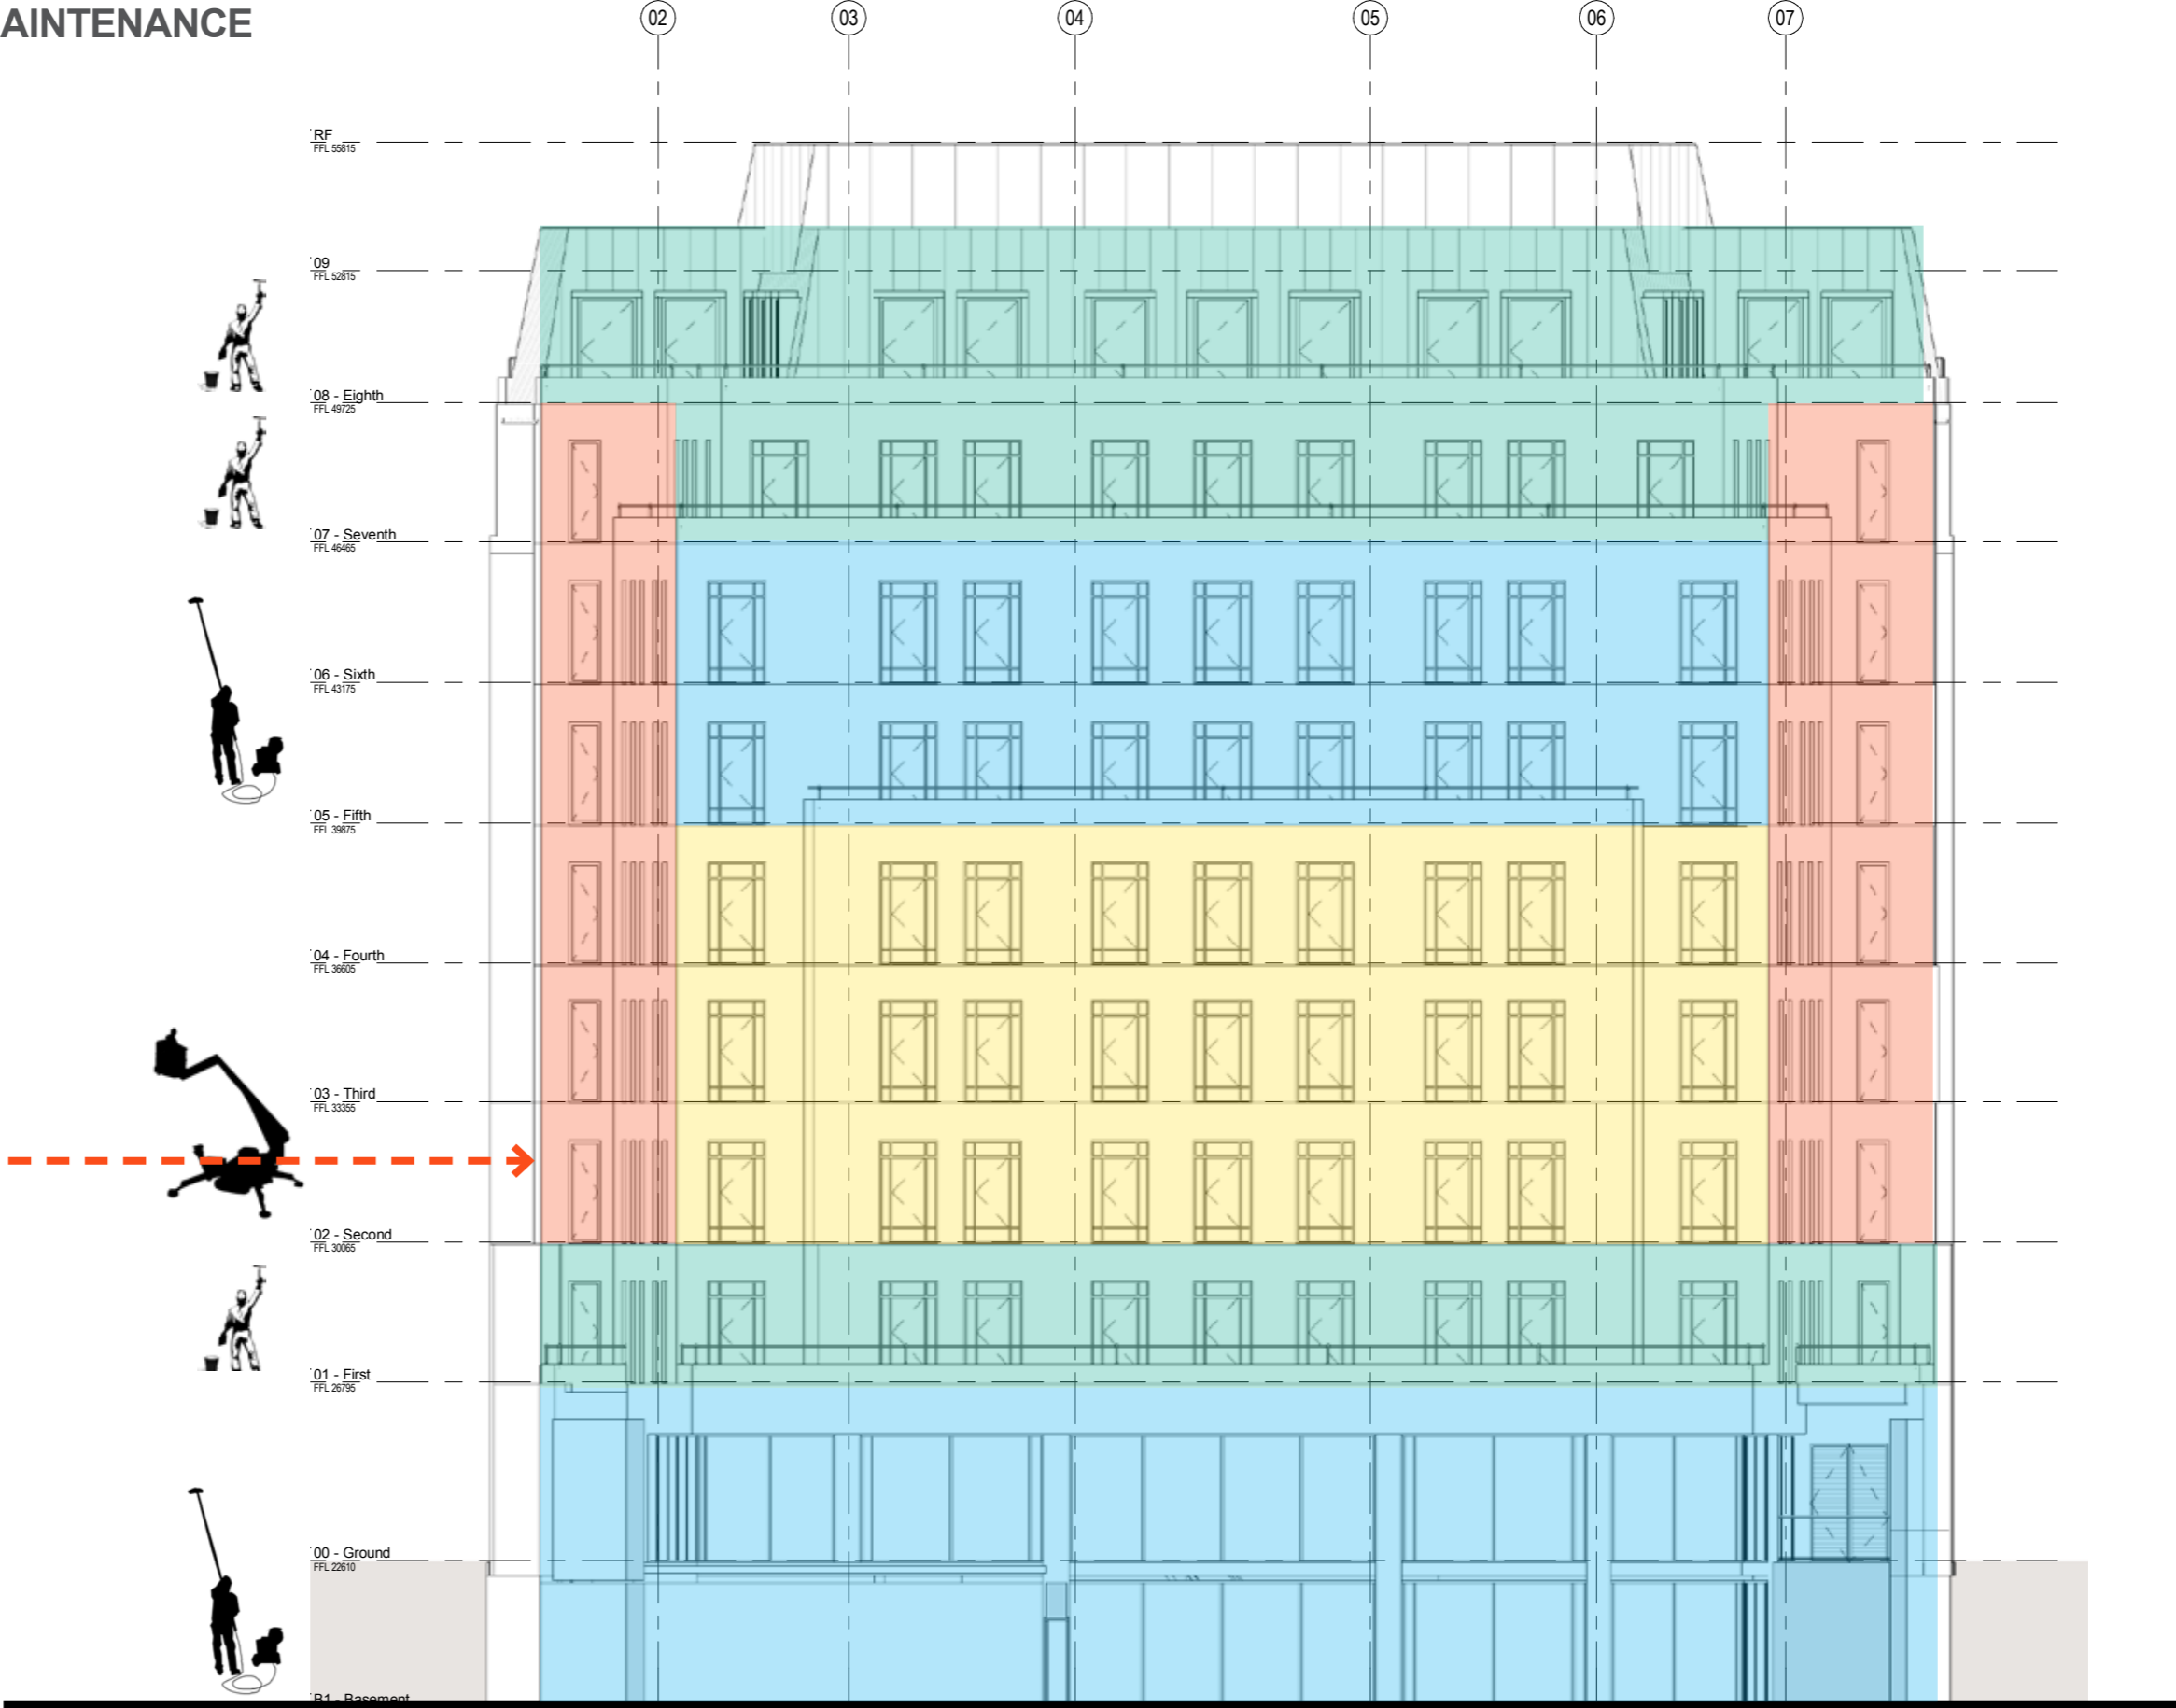 AINTENANCE
02 03 04 05 06 07
RF
FFL 55815
09
FFL 52815
08 - Eighth
FFL 49725
07 - Seventh
FFL 46465
06 - Sixth
FFL 43175
05 - Fifth
FFL 39875
04 - Fourth
FFL 36605
03 - Third
FFL 33355
02 - Second
FFL 30065
01 - First
FFL 26795
00 - Ground
FFL 22610
B1 - Basement